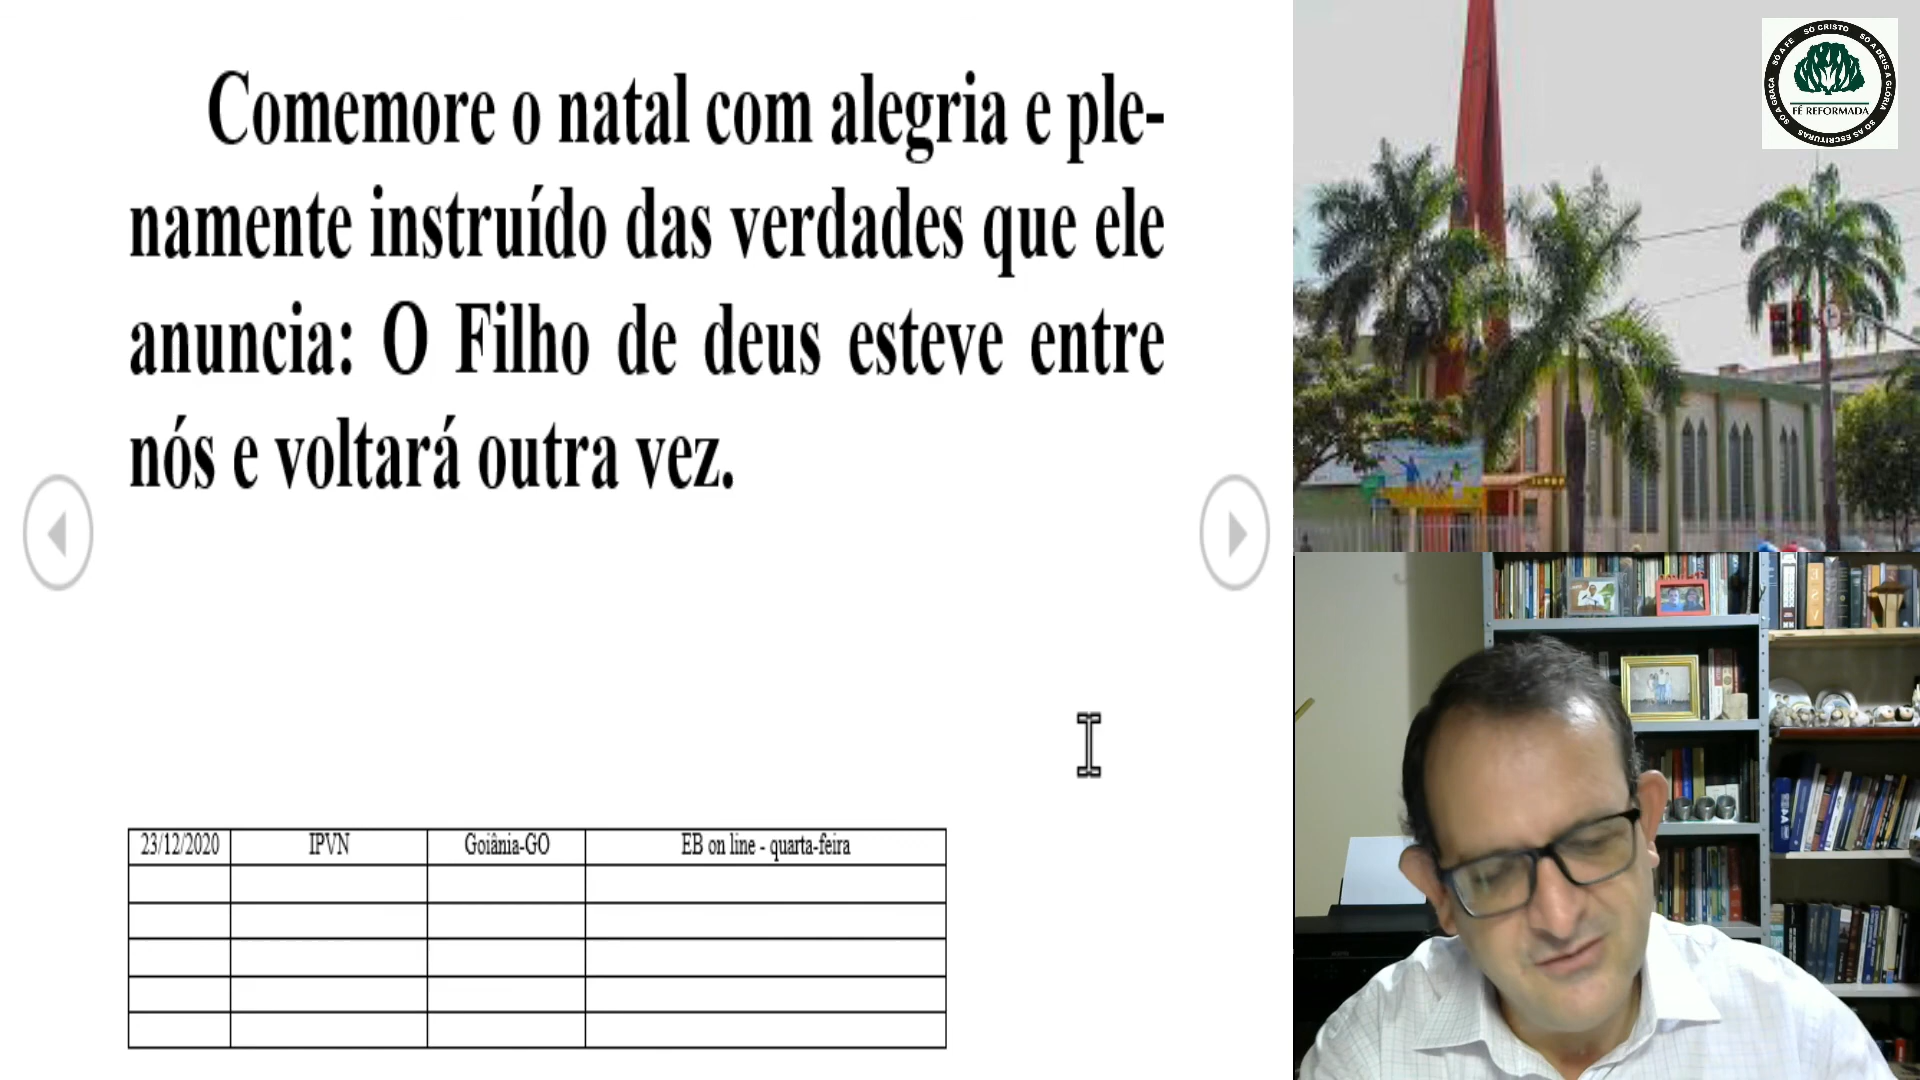 Comemore o natal com alegria e ple-
namente instruído das verdades que ele
anuncia: O Filho de deus esteve entre
nós e voltará outra vez.
23/12/2020 IPVN Goiânia-GO EB on line - quarta-feira
SÓ A GRAÇA SÓ A FÉ SÓ CRISTO SÓ A DEUS A GLÓRIA SÓ AS ESCRITURAS
FÉ REFORMADA